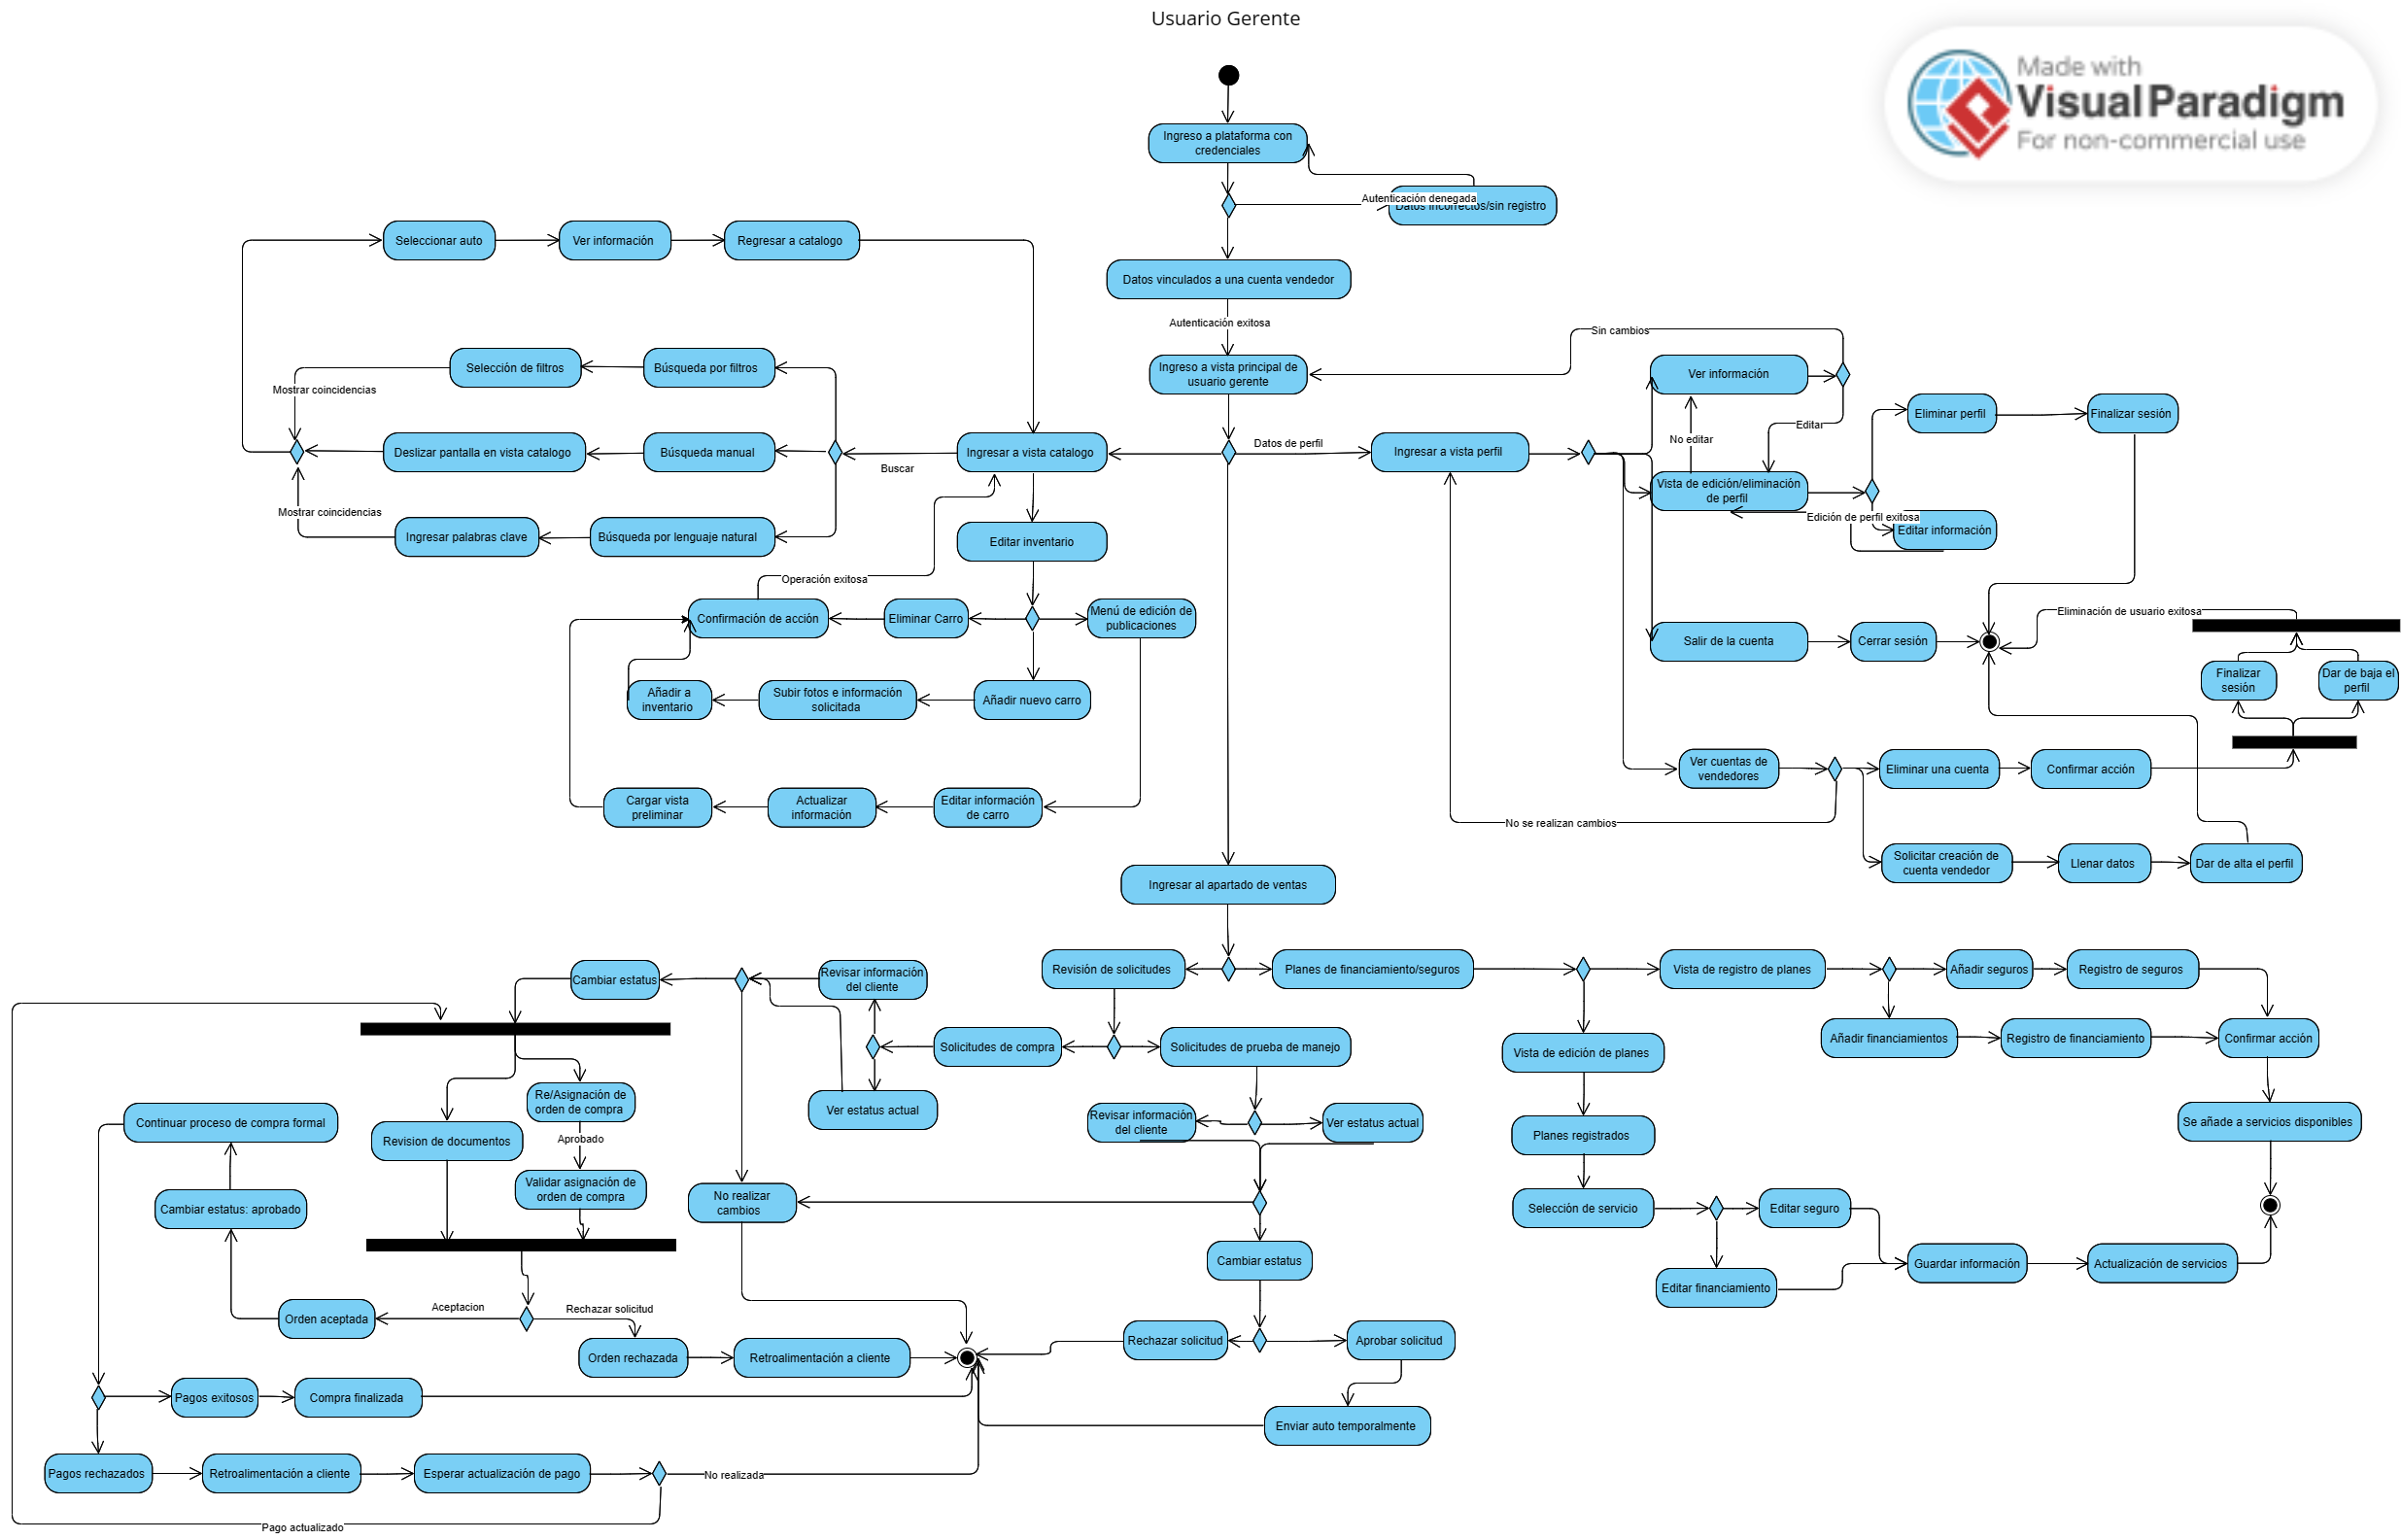 Usuario Gerente
Made with
Visual Paradigm
For non-commercial use
Ingreso a plataforma con
credenciales
Autenticación denegada
Datos incorrectos/sin registro
Seleccionar auto
Ver información
Regresar a catalogo
Datos vinculados a una cuenta vendedor
Autenticación exitosa
Sin cambios
Selección de filtros
Búsqueda por filtros
Ingreso a vista principal de
usuario gerente
Ver información
Mostrar coincidencias
Eliminar perfil
Finalizar sesión
Editar
No editar
Datos de perfil
Deslizar pantalla en vista catalogo
Búsqueda manual
Buscar
Ingresar a vista catalogo
Ingresar a vista perfil
Vista de edición/eliminación
de perfil
Mostrar coincidencias
Edición de perfil exitosa
Editar información
Ingresar palabras clave
Búsqueda por lenguaje natural
Editar inventario
Operación exitosa
Confirmación de acción
Eliminar Carro
Menú de edición de
publicaciones
Eliminación de usuario exitosa
Salir de la cuenta
Cerrar sesión
Finalizar
sesión
Dar de baja el
perfil
Añadir a
inventario
Subir fotos e información
solicitada
Añadir nuevo carro
Ver cuentas de
vendedores
Eliminar una cuenta
Confirmar acción
Cargar vista
preliminar
Actualizar
información
Editar información
de carro
No se realizan cambios
Solicitar creación de
cuenta vendedor
Llenar datos
Dar de alta el perfil
Ingresar al apartado de ventas
Cambiar estatus
Revisar información
del cliente
Revisión de solicitudes
Planes de financiamiento/seguros
Vista de registro de planes
Añadir seguros
Registro de seguros
Solicitudes de compra
Solicitudes de prueba de manejo
Vista de edición de planes
Añadir financiamientos
Registro de financiamiento
Confirmar acción
Re/Asignación de
orden de compra
Ver estatus actual
Continuar proceso de compra formal
Revision de documentos
Aprobado
Revisar información
del cliente
Ver estatus actual
Planes registrados
Se añade a servicios disponibles
Validar asignación de
orden de compra
Cambiar estatus: aprobado
No realizar
cambios
Selección de servicio
Editar seguro
Cambiar estatus
Guardar información
Actualización de servicios
Editar financiamiento
Orden aceptada
Aceptacion
Rechazar solicitud
Rechazar solicitud
Aprobar solicitud
Orden rechazada
Retroalimentación a cliente
Pagos exitosos
Compra finalizada
Enviar auto temporalmente
Pagos rechazados
Retroalimentación a cliente
Esperar actualización de pago
No realizada
Pago actualizado